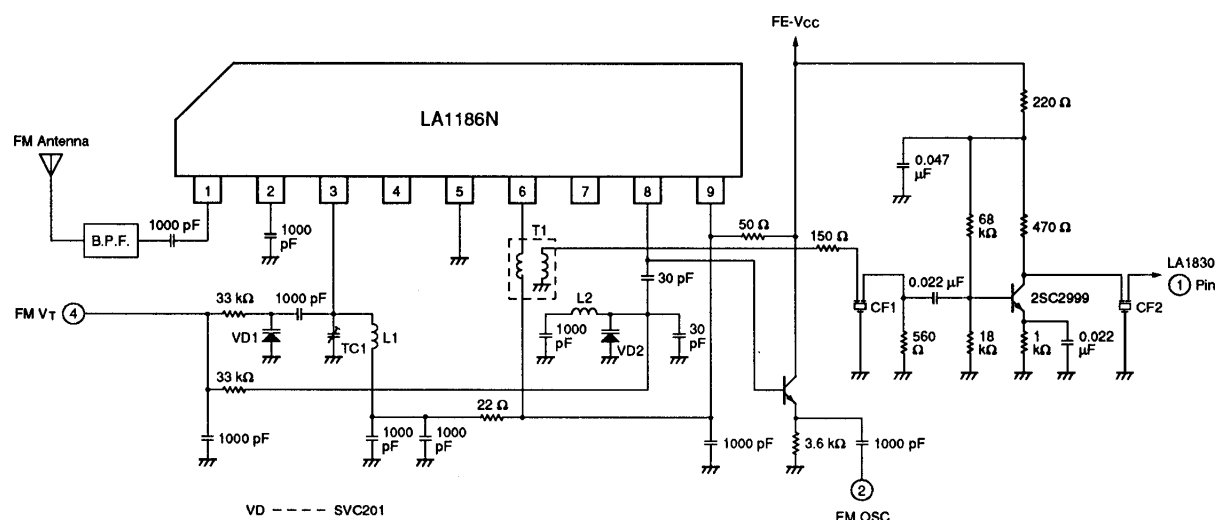 FE-VCC
LA1186N
220 Ω
FM Antenna
0.047
μF
1
2
3
4
5
6
7
8
9
1000 pF
B.P.F.
1000
pF
T1
50 Ω
150 Ω
68
kΩ
470 Ω
LA1830
1 Pin
30 pF
0.022 μF
2SC2999
CF1
CF2
FM VT 4
33 kΩ
1000 pF
L2
VD1
TC1
L1
1000
pF
VD2
30
pF
560
Ω
18
kΩ
1
kΩ
0.022
μF
33 kΩ
22 Ω
1000 pF
1000
pF
1000
pF
1000 pF
3.6 kΩ
1000 pF
2
FM OSC
VD ---- SVC201